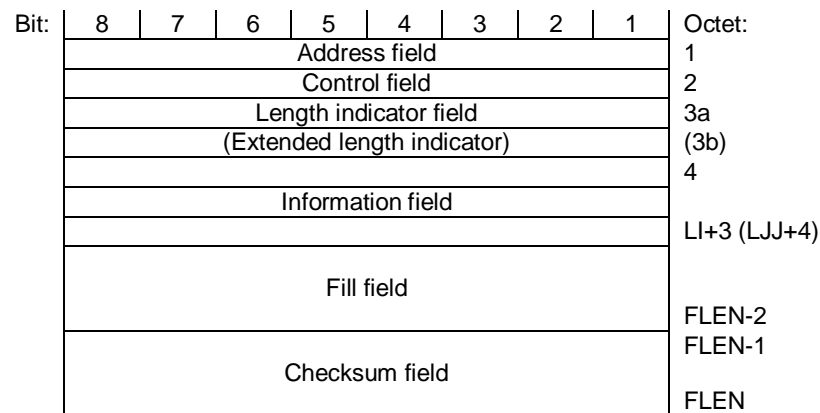 Bit: 8 7 6 5 4 3 2 1 Octet:
Address field 1
Control field 2
Length indicator field 3a
(Extended length indicator) (3b)
4
Information field
LI+3 (LJJ+4)
Fill field
FLEN-2
FLEN-1
Checksum field
FLEN